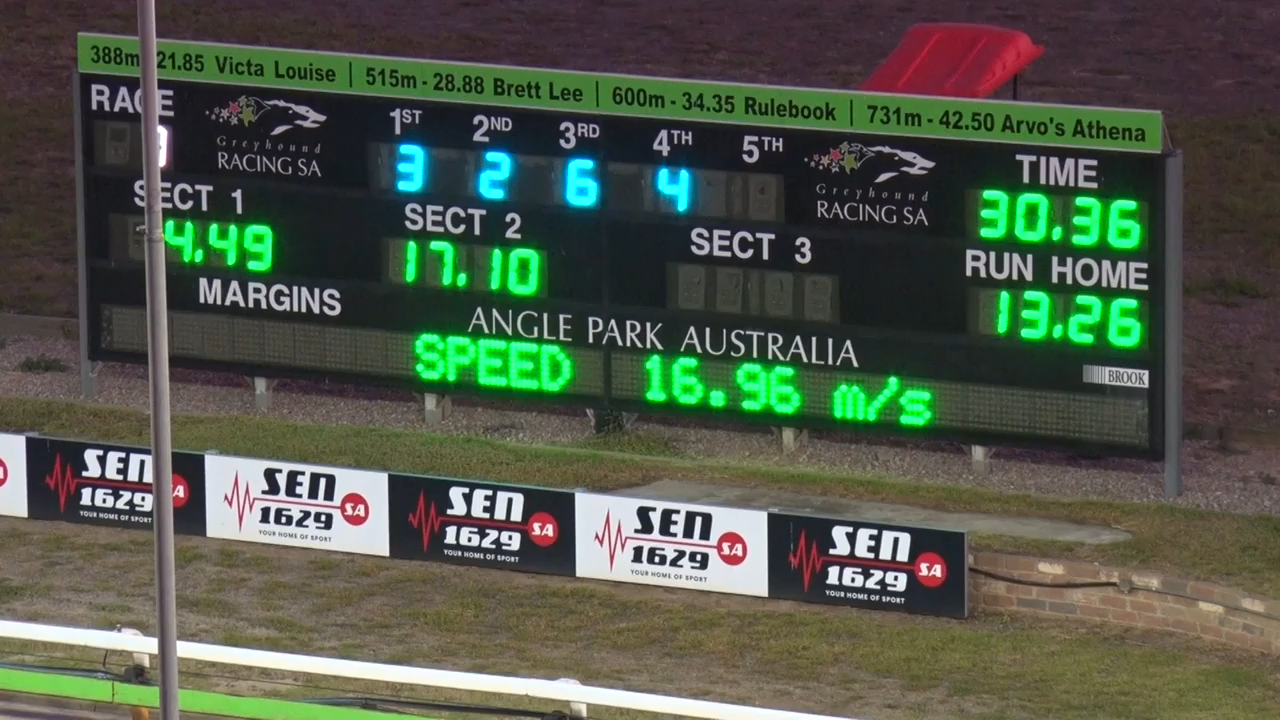 388m - 21.85 Victa Louise | 515m - 28.88 Brett Lee | 600m - 34.35 Rulebook | 731m - 42.50 Arvo's Athena
RACE
Greyhound
RACING SA
1ST 2ND 3RD 4TH 5TH
3 2 6 4
Greyhound
RACING SA
TIME
30.36
SECT 1
4.49
SECT 2
17.10
SECT 3
RUN HOME
13.26
MARGINS
ANGLE PARK AUSTRALIA
SPEED 16.96 m/s
BROOK
SEN
1629 SA
YOUR HOME OF SPORT
SEN
1629 SA
YOUR HOME OF SPORT
SEN
1629 SA
YOUR HOME OF SPORT
SEN
1629 SA
YOUR HOME OF SPORT
SEN
1629 SA
YOUR HOME OF SPORT